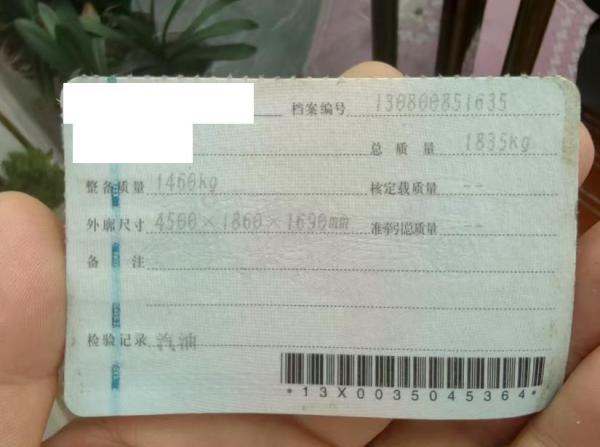 档案编号 130800851635
总质量 1835kg
整备质量 1460kg 核定载质量 --
外廓尺寸 4500×1860×1690mm 准牵引总质量 --
备注
检验记录 汽油
*13X0035045364*